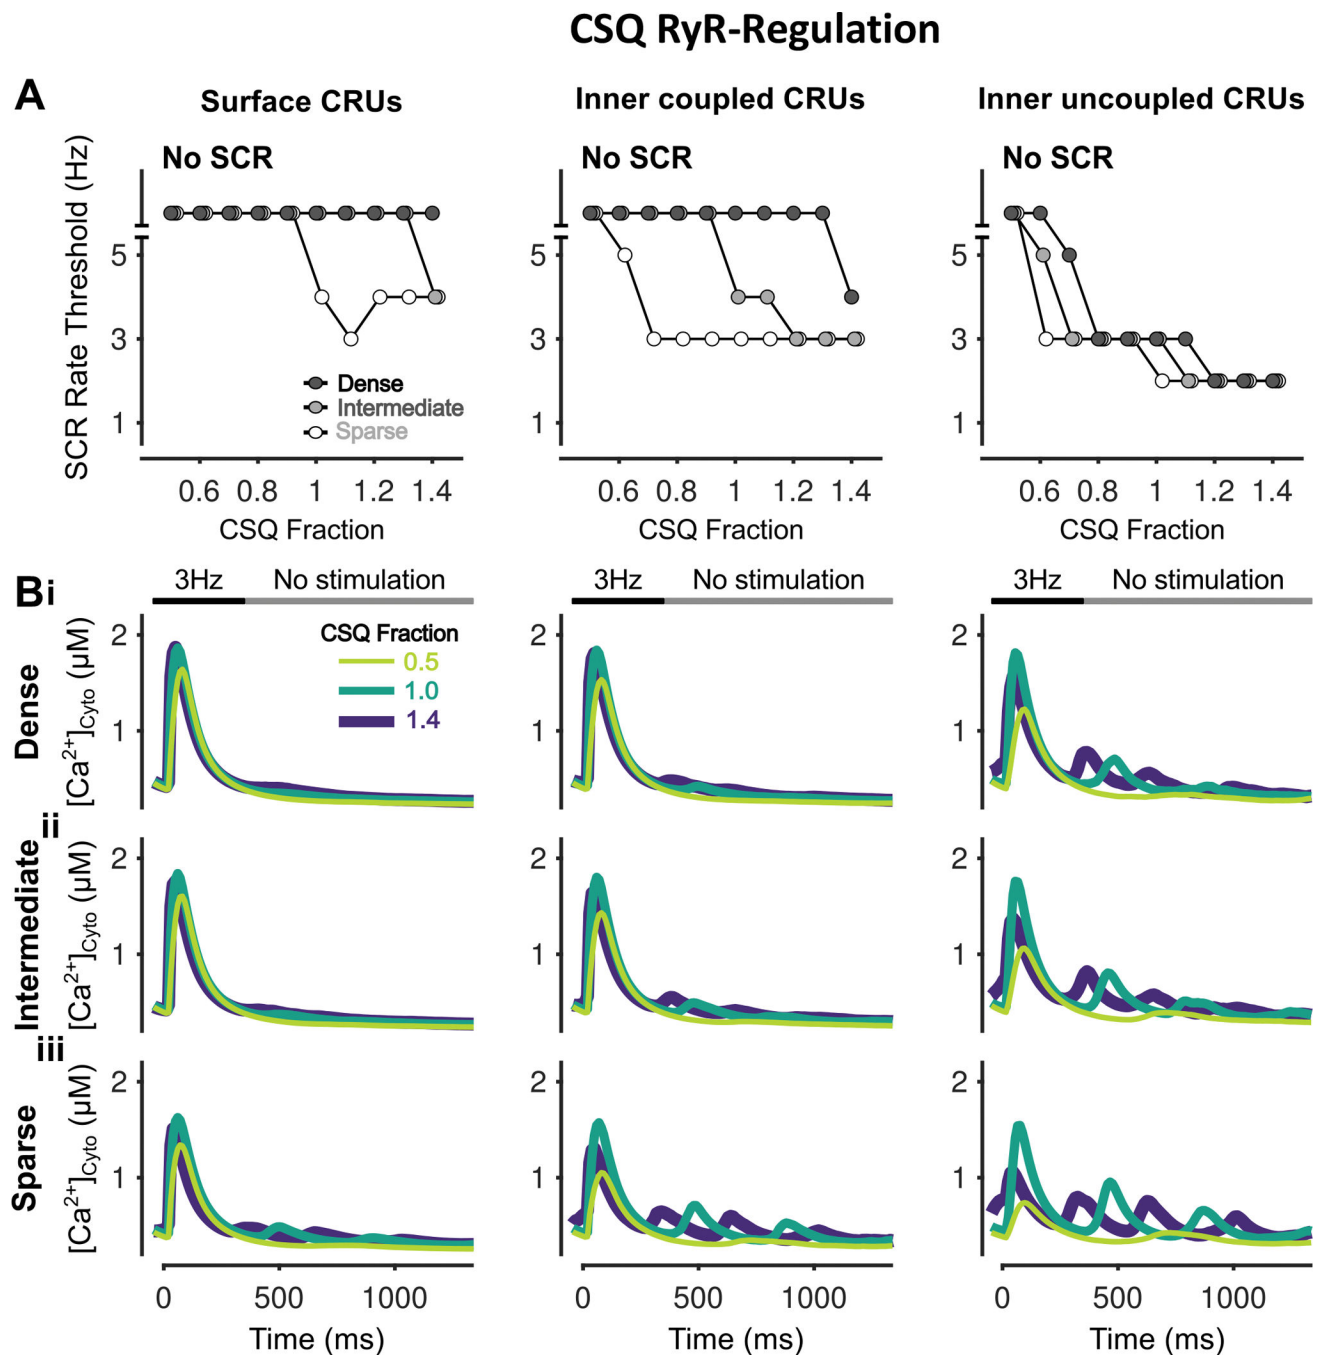 CSQ RyR-Regulation
A
Surface CRUs
Inner coupled CRUs
Inner uncoupled CRUs
SCR Rate Threshold (Hz)
No SCR
No SCR
No SCR
5
3
1
5
3
1
5
3
1
Dense
Intermediate
Sparse
0.6 0.8 1 1.2 1.4
0.6 0.8 1 1.2 1.4
0.6 0.8 1 1.2 1.4
CSQ Fraction
CSQ Fraction
CSQ Fraction
Bi
3Hz No stimulation
3Hz No stimulation
3Hz No stimulation
Dense
[Ca²⁺]Cyto (µM)
2
1
CSQ Fraction
0.5
1.0
1.4
2
1
2
1
ii
Intermediate
[Ca²⁺]Cyto (µM)
2
1
2
1
2
1
iii
Sparse
[Ca²⁺]Cyto (µM)
2
1
2
1
2
1
0 500 1000
0 500 1000
0 500 1000
Time (ms)
Time (ms)
Time (ms)